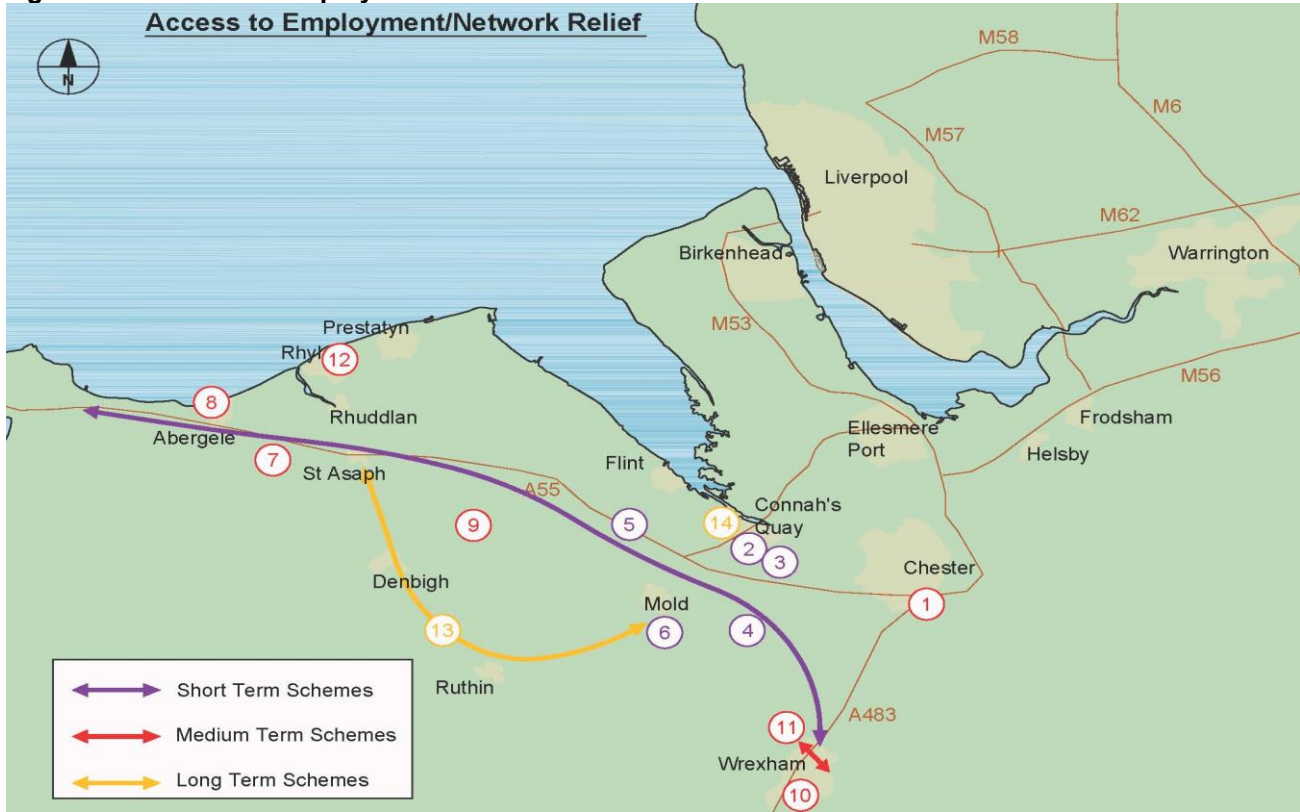 Access to Employment/Network Relief
N
M58
M6
M57
Liverpool
M62
Birkenhead
Warrington
M53
Prestatyn
Rhyl
12
M56
8
Rhuddlan
Frodsham
Abergele
Ellesmere
Port
Helsby
7
St Asaph
Flint
A55
Connah's
Quay
14
5
9
2
3
Chester
Denbigh
1
Mold
13
6
4
Ruthin
Short Term Schemes
A483
11
Medium Term Schemes
Wrexham
Long Term Schemes
10